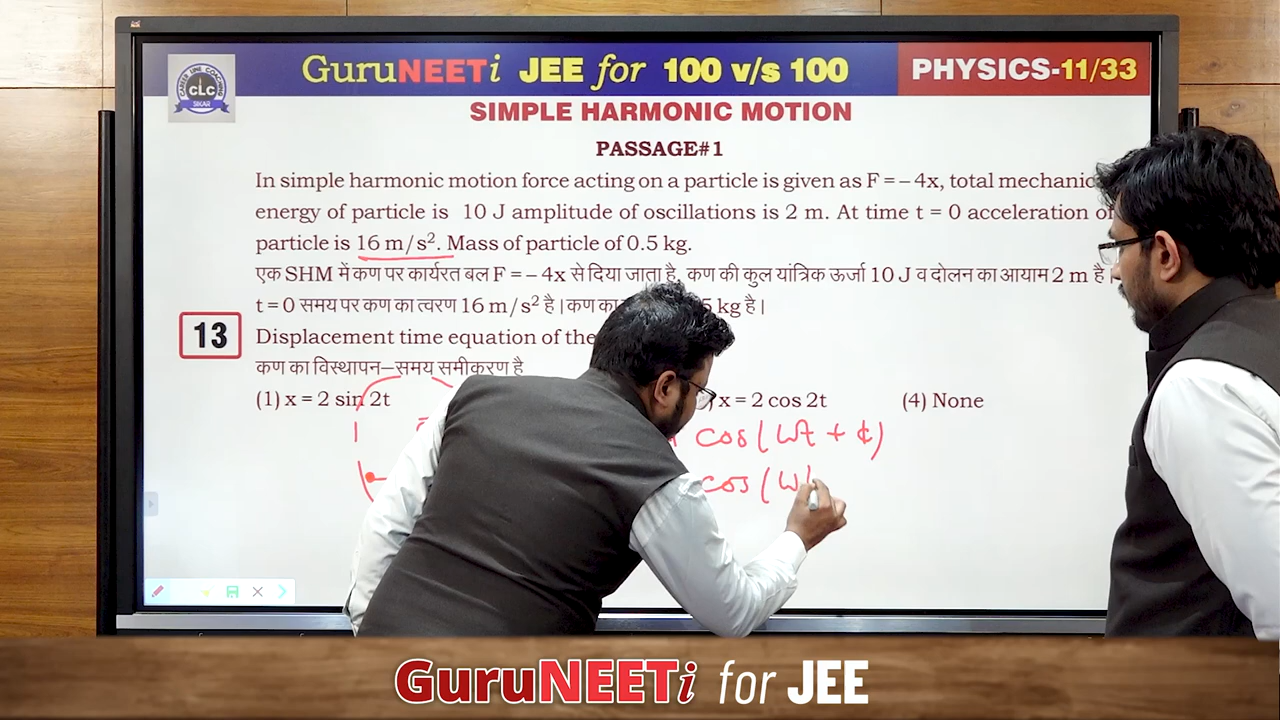 GuruNEETi JEE for 100 v/s 100
PHYSICS-11/33
CLC
SIKAR
SIMPLE HARMONIC MOTION
PASSAGE#1
In simple harmonic motion force acting on a particle is given as F = – 4x, total mechanic
energy of particle is 10 J amplitude of oscillations is 2 m. At time t = 0 acceleration of
particle is 16 m/s². Mass of particle of 0.5 kg.
एक SHM में कण पर कार्यरत बल F = – 4x से दिया जाता है, कण की कुल यांत्रिक ऊर्जा 10 J व दोलन का आयाम 2 m है
t = 0 समय पर कण का त्वरण 16 m/s² है। कण का 5 kg है।
13
Displacement time equation of the
कण का विस्थापन–समय समीकरण है
(1) x = 2 sin 2t
) x = 2 cos 2t
(4) None
cos (ωt + ¢)
cos (ω
GuruNEETi for JEE